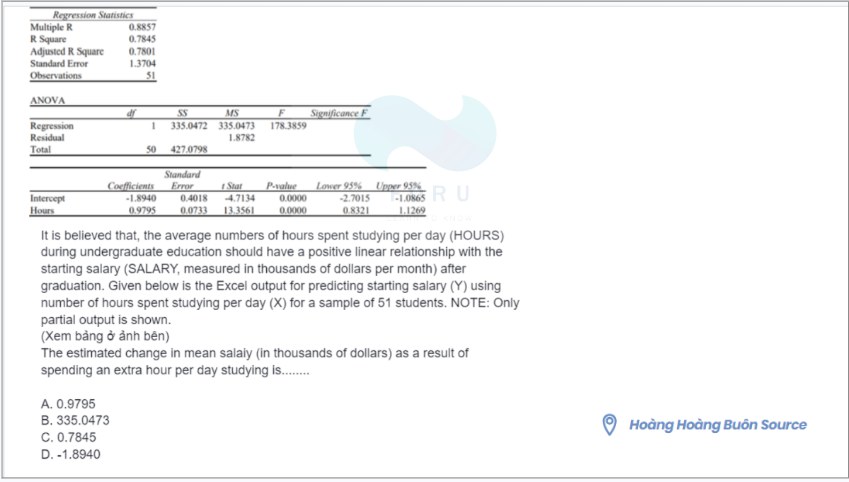 Regression Statistics
Multiple R 0.8857
R Square 0.7845
Adjusted R Square 0.7801
Standard Error 1.3704
Observations 51
ANOVA
df SS MS F Significance F
Regression 1 335.0472 335.0473 178.3859
Residual 1.8782
Total 50 427.0798
Standard
Coefficients Error t Stat P-value Lower 95% Upper 95%
Intercept -1.8940 0.4018 -4.7134 0.0000 -2.7015 -1.0865
Hours 0.9795 0.0733 13.3561 0.0000 0.8321 1.1269
It is believed that, the average numbers of hours spent studying per day (HOURS)
during undergraduate education should have a positive linear relationship with the
starting salary (SALARY, measured in thousands of dollars per month) after
graduation. Given below is the Excel output for predicting starting salary (Y) using
number of hours spent studying per day (X) for a sample of 51 students. NOTE: Only
partial output is shown.
(Xem bảng ở ảnh bên)
The estimated change in mean salaiy (in thousands of dollars) as a result of
spending an extra hour per day studying is........
A. 0.9795
B. 335.0473
C. 0.7845
D. -1.8940
Hoàng Hoàng Buôn Source